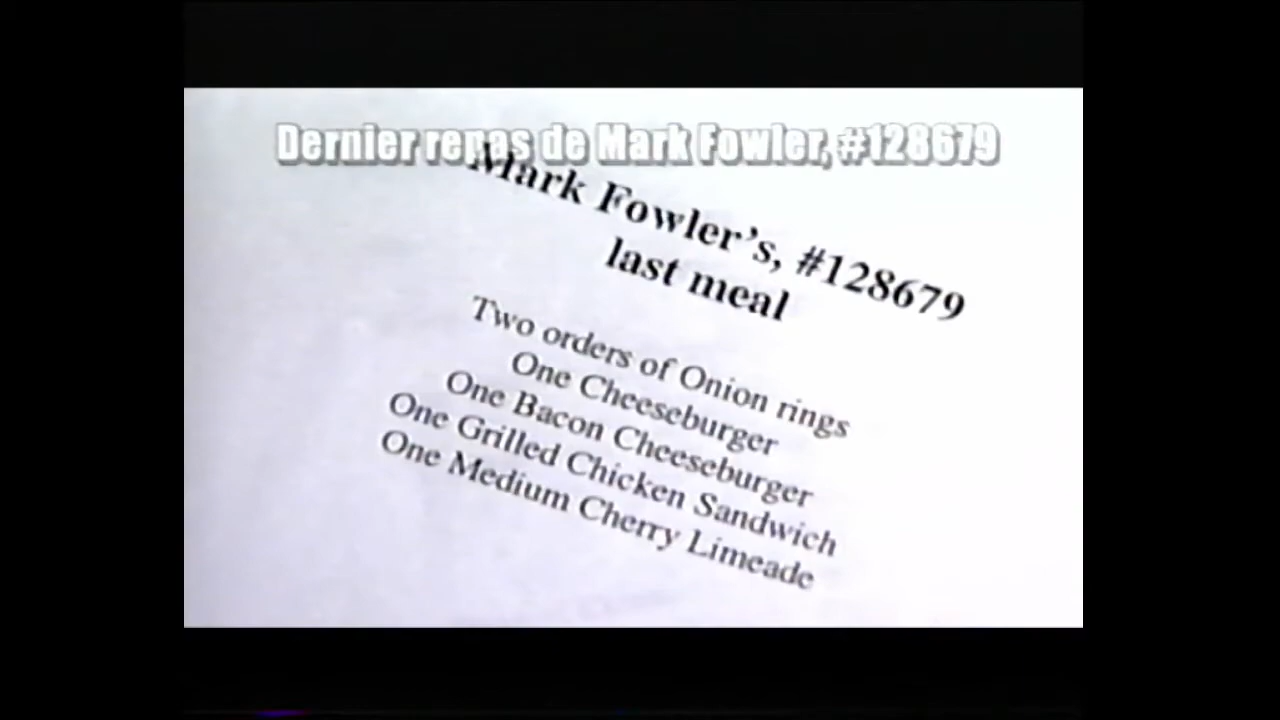 Dernier repas de Mark Fowler, #128679
Mark Fowler's, #128679
last meal
Two orders of Onion rings
One Cheeseburger
One Bacon Cheeseburger
One Grilled Chicken Sandwich
One Medium Cherry Limeade